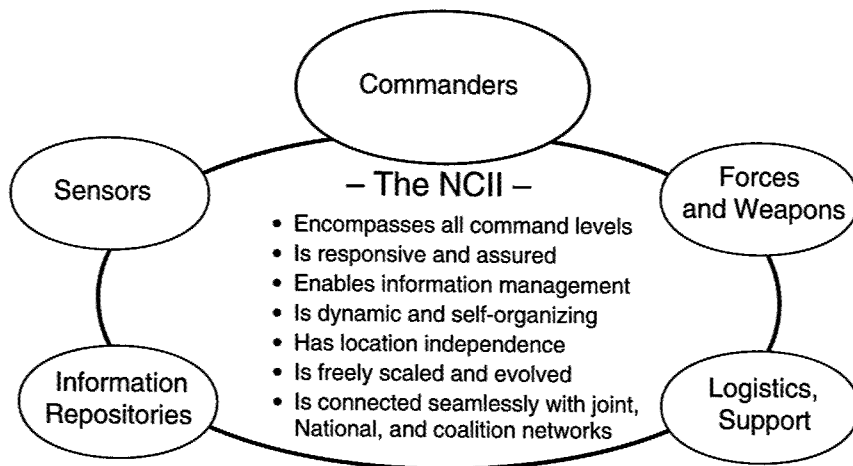 Commanders
Sensors
Forces
and Weapons
– The NCII –
• Encompasses all command levels
• Is responsive and assured
• Enables information management
• Is dynamic and self-organizing
• Has location independence
• Is freely scaled and evolved
• Is connected seamlessly with joint,
National, and coalition networks
Information
Repositories
Logistics,
Support